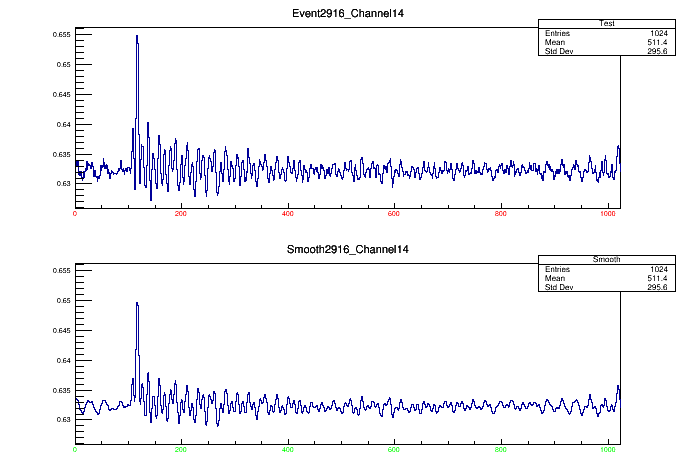 Event2916_Channel14
Test
Entries 1024
Mean 511.4
Std Dev 295.6
0.655
0.65
0.645
0.64
0.635
0.63
0 200 400 600 800 1000
Smooth2916_Channel14
Smooth
Entries 1024
Mean 511.4
Std Dev 295.6
0.655
0.65
0.645
0.64
0.635
0.63
0 200 400 600 800 1000